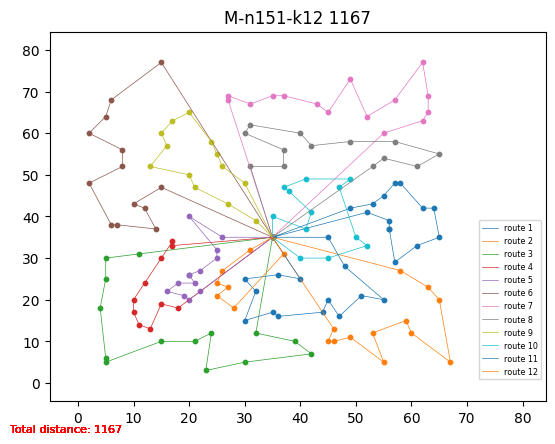 M-n151-k12 1167
80
70
60
50
40
30
20
10
0
route 1
route 2
route 3
route 4
route 5
route 6
route 7
route 8
route 9
route 10
route 11
route 12
0 10 20 30 40 50 60 70 80
Total distance: 1167